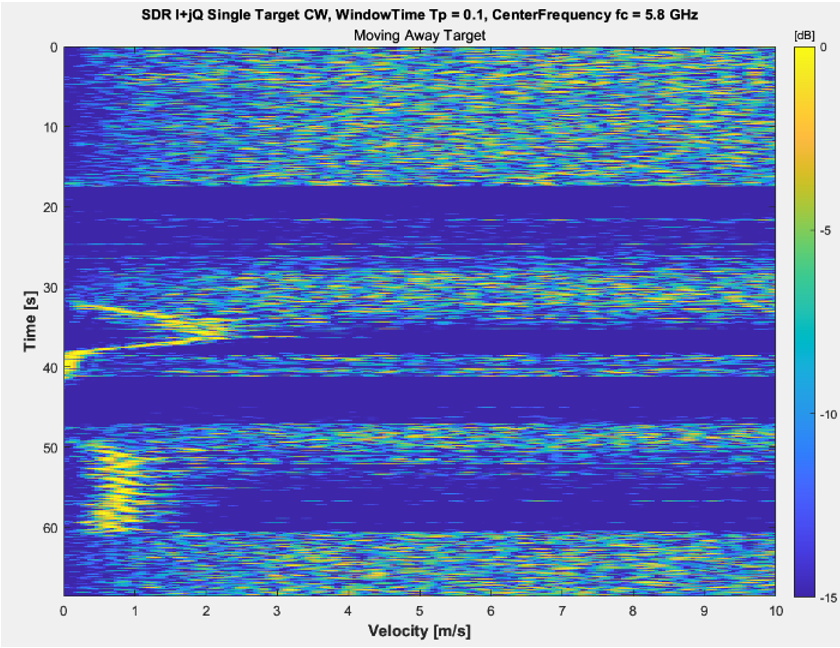 SDR I+jQ Single Target CW, WindowTime Tp = 0.1, CenterFrequency fc = 5.8 GHz
Moving Away Target
[dB]
0
10
20
30
40
50
60
Time [s]
0 1 2 3 4 5 6 7 8 9 10
Velocity [m/s]
0
-5
-10
-15